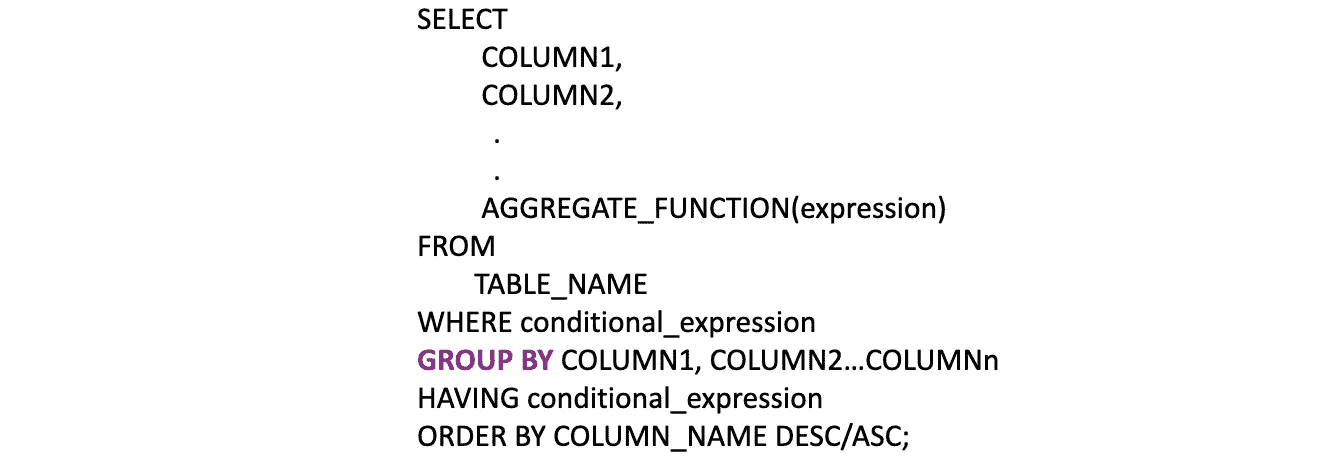 SELECT
COLUMN1,
COLUMN2,
.
.
AGGREGATE_FUNCTION(expression)
FROM
TABLE_NAME
WHERE conditional_expression
GROUP BY COLUMN1, COLUMN2...COLUMNn
HAVING conditional_expression
ORDER BY COLUMN_NAME DESC/ASC;